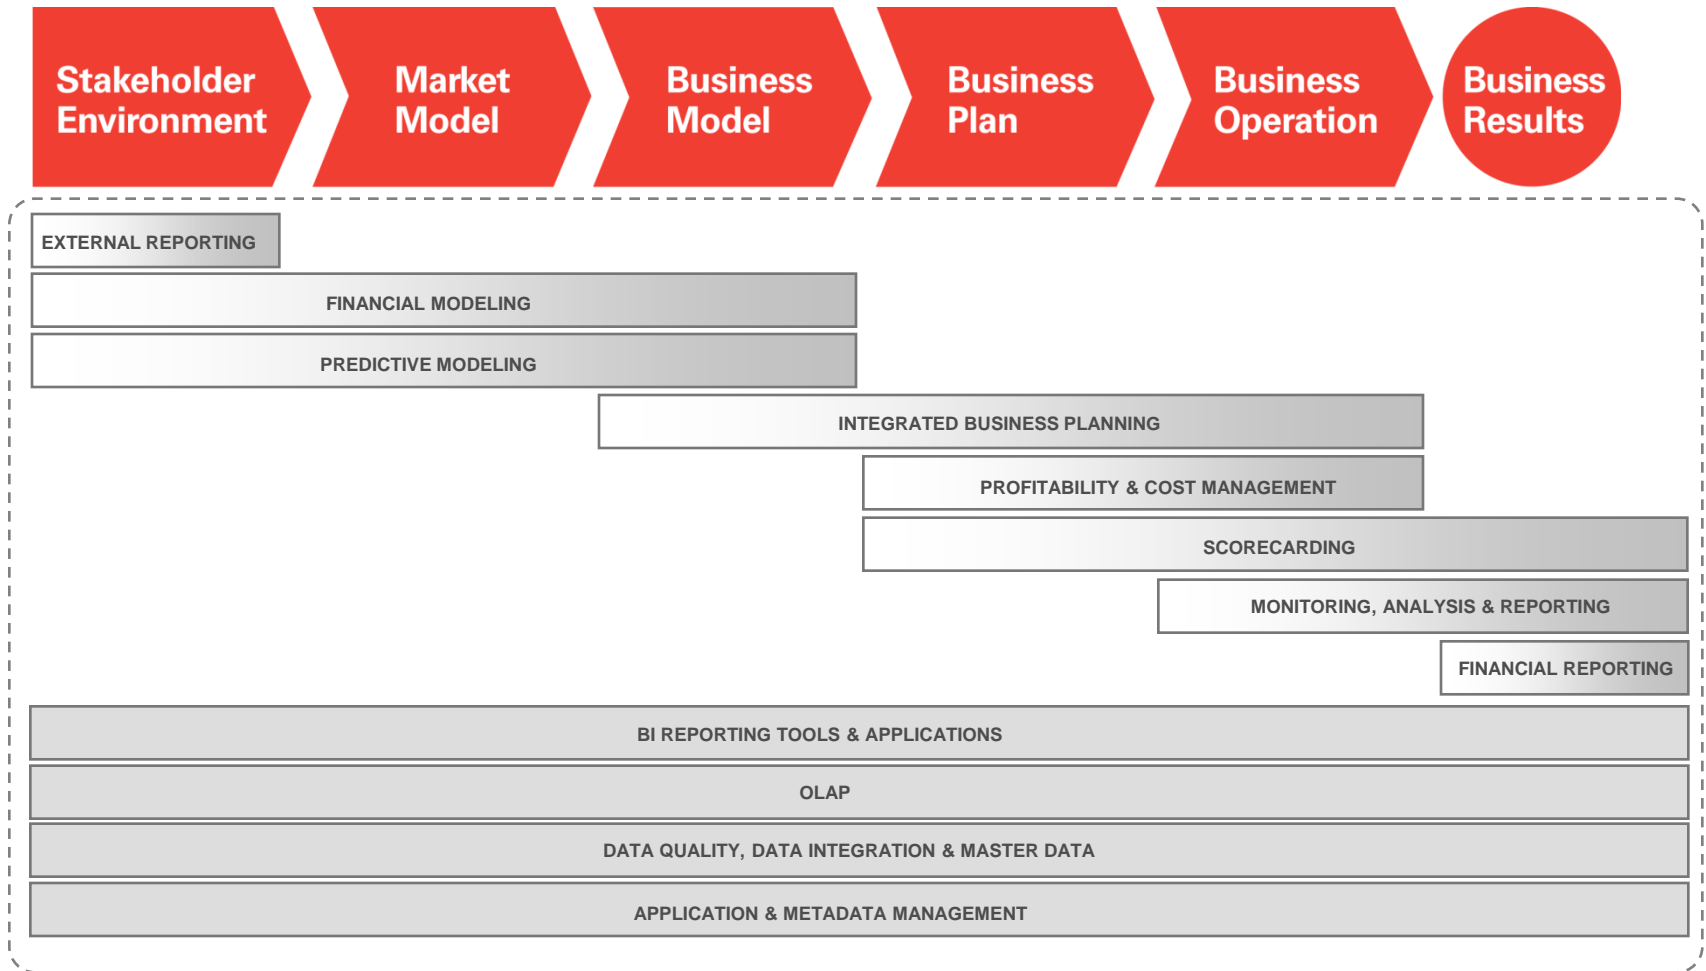 Stakeholder
Environment
Market
Model
Business
Model
Business
Plan
Business
Operation
Business
Results
EXTERNAL REPORTING
FINANCIAL MODELING
PREDICTIVE MODELING
INTEGRATED BUSINESS PLANNING
PROFITABILITY & COST MANAGEMENT
SCORECARDING
MONITORING, ANALYSIS & REPORTING
FINANCIAL REPORTING
BI REPORTING TOOLS & APPLICATIONS
OLAP
DATA QUALITY, DATA INTEGRATION & MASTER DATA
APPLICATION & METADATA MANAGEMENT